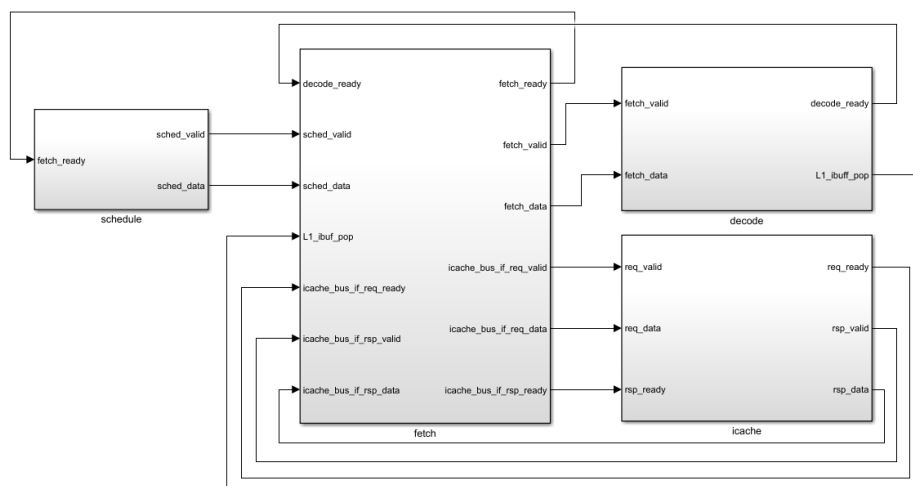 sched_valid
fetch_ready
sched_data
schedule
decode_ready
fetch_ready
sched_valid
fetch_valid
sched_data
fetch_data
L1_ibuf_pop
icache_bus_if_req_valid
icache_bus_if_req_ready
icache_bus_if_req_data
icache_bus_if_rsp_valid
icache_bus_if_rsp_data
icache_bus_if_rsp_ready
fetch
fetch_valid
decode_ready
fetch_data
L1_ibuff_pop
decode
req_valid
req_ready
req_data
rsp_valid
rsp_ready
rsp_data
icache